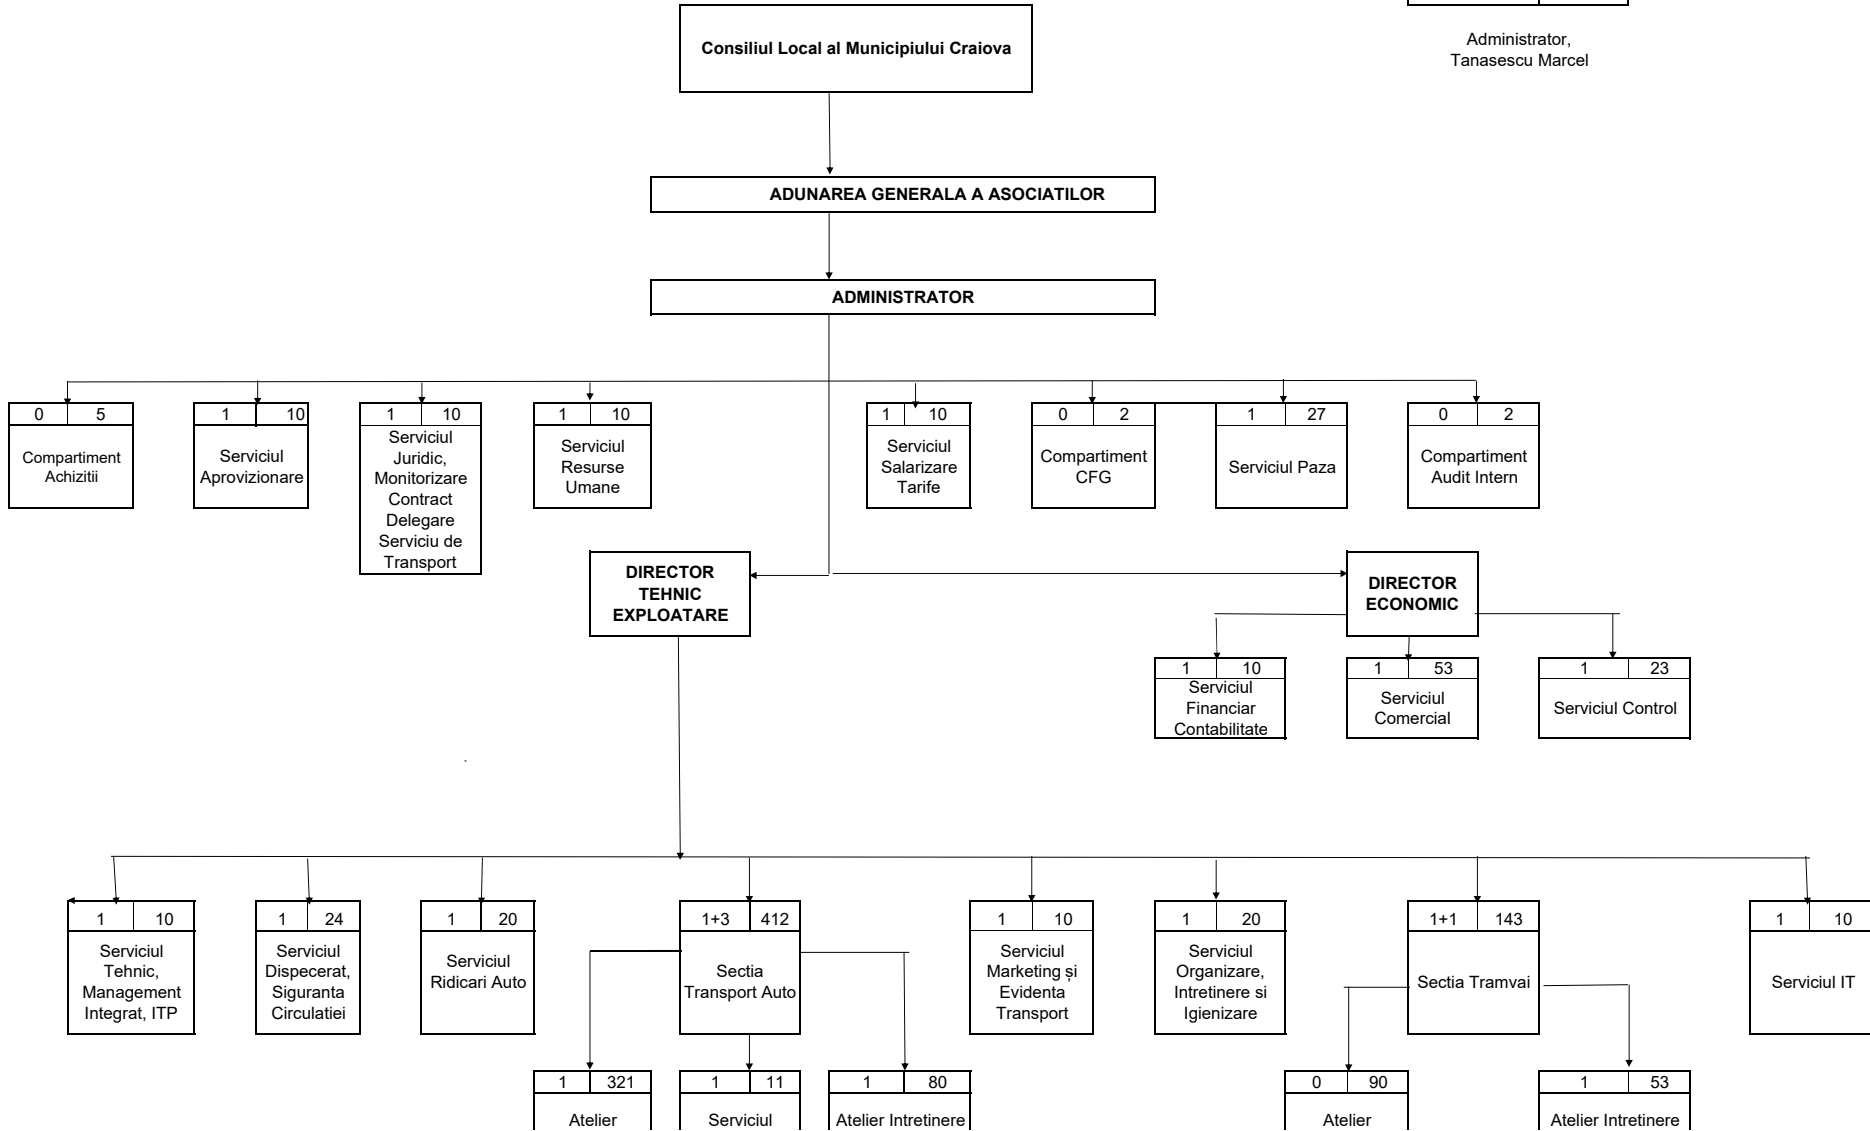 Consiliul Local al Municipiului Craiova
Administrator,
Tanasescu Marcel
ADUNAREA GENERALA A ASOCIATILOR
ADMINISTRATOR
0 5
Compartiment
Achizitii
1 10
Serviciul
Aprovizionare
1 10
Serviciul
Juridic,
Monitorizare
Contract
Delegare
Serviciu de
Transport
1 10
Serviciul
Resurse
Umane
1 10
Serviciul
Salarizare
Tarife
0 2
Compartiment
CFG
1 27
Serviciul Paza
0 2
Compartiment
Audit Intern
DIRECTOR
TEHNIC
EXPLOATARE
DIRECTOR
ECONOMIC
1 10
Serviciul
Financiar
Contabilitate
1 53
Serviciul
Comercial
1 23
Serviciul Control
1 10
Serviciul
Tehnic,
Management
Integrat, ITP
1 24
Serviciul
Dispecerat,
Siguranta
Circulatiei
1 20
Serviciul
Ridicari Auto
1+3 412
Sectia
Transport Auto
1 10
Serviciul
Marketing și
Evidenta
Transport
1 20
Serviciul
Organizare,
Intretinere si
Igienizare
1+1 143
Sectia Tramvai
1 10
Serviciul IT
1 321
Atelier
1 11
Serviciul
1 80
Atelier Intretinere
0 90
Atelier
1 53
Atelier Intretinere